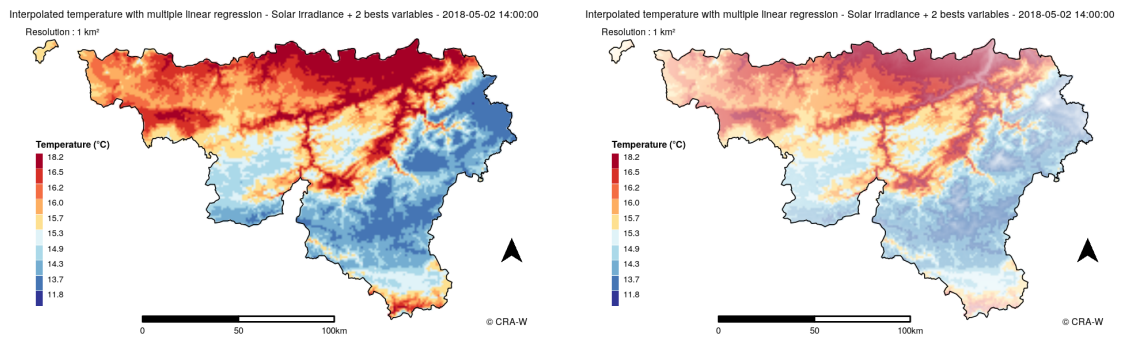 Interpolated temperature with multiple linear regression - Solar Irradiance + 2 bests variables - 2018-05-02 14:00:00
Resolution : 1 km²
Temperature (°C)
18.2
16.5
16.2
16.0
15.7
15.3
14.9
14.3
13.7
11.8
0 50 100km
© CRA-W
Interpolated temperature with multiple linear regression - Solar Irradiance + 2 bests variables - 2018-05-02 14:00:00
Resolution : 1 km²
Temperature (°C)
18.2
16.5
16.2
16.0
15.7
15.3
14.9
14.3
13.7
11.8
0 50 100km
© CRA-W